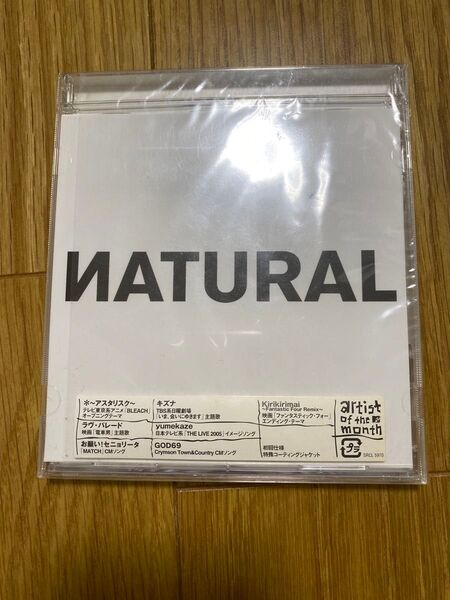 ИATURAL
＊～アスタリスク～
テレビ東京系アニメ「BLEACH」
オープニングテーマ
ラヴ・パレード
映画「電車男」主題歌
お願い!セニョリータ
「MATCH」CMソング
キズナ
TBS系日曜劇場
「いま、会いにゆきます」主題歌
yumekaze
日本テレビ系「THE LIVE 2005」イメージソング
GOD69
Crymson Town&Country CMソング
Kirikirimai
～Fantastic Four Remix～
映画「ファンタスティック・フォー」
エンディング・テーマ
初回仕様
特殊コーティングジャケット
artist
of the
month
プラ
SRCL 5970